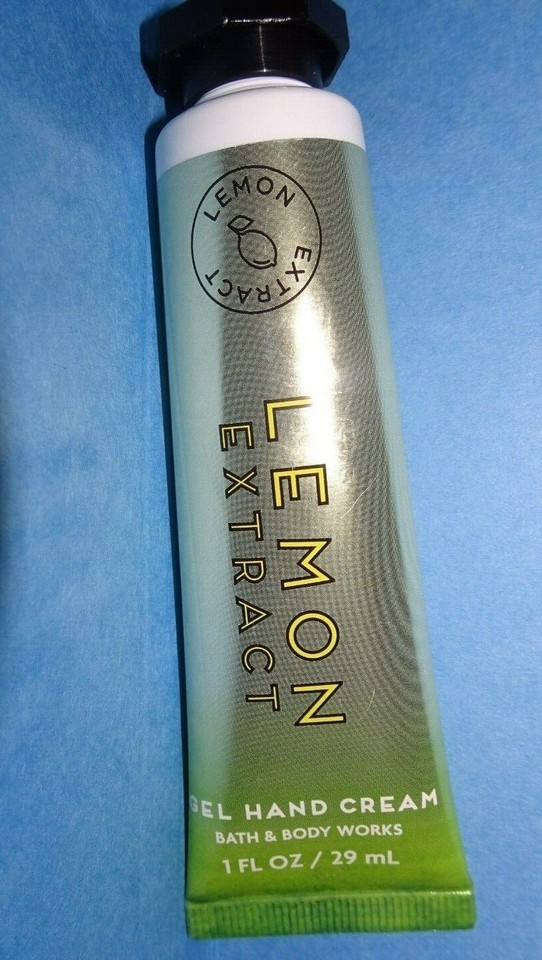 LEMON EXTRACT
LEMON
EXTRACT
GEL HAND CREAM
BATH & BODY WORKS
1 FL OZ / 29 mL